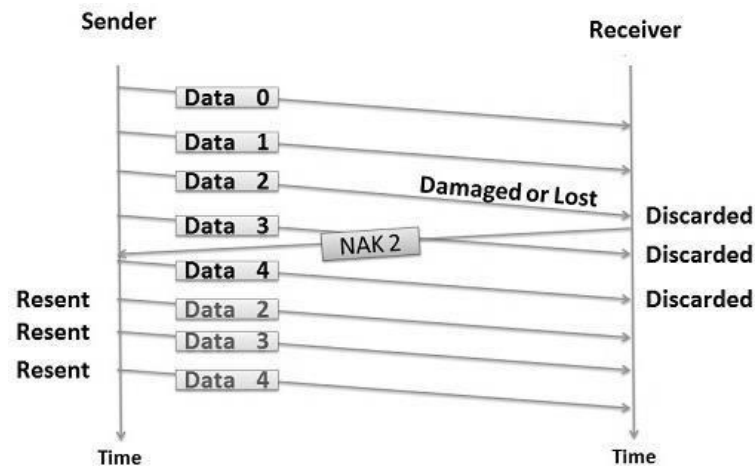 Sender
Receiver
Data 0
Data 1
Data 2
Damaged or Lost
Discarded
Data 3
NAK 2
Discarded
Data 4
Discarded
Resent
Data 2
Resent
Data 3
Resent
Data 4
Time
Time